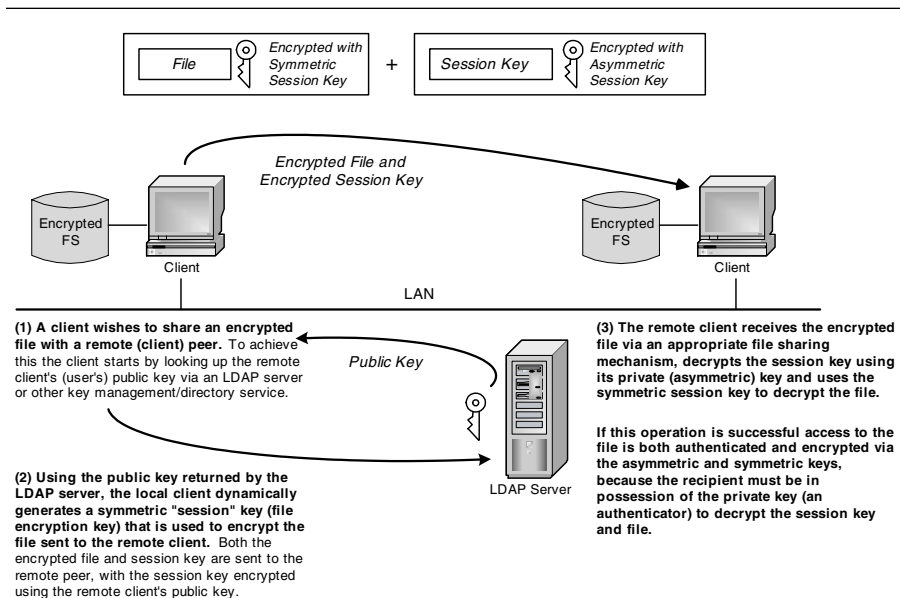 File
Encrypted with
Symmetric
Session Key
+
Session Key
Encrypted with
Asymmetric
Session Key
Encrypted File and
Encrypted Session Key
Encrypted
FS
Client
Encrypted
FS
Client
LAN
(1) A client wishes to share an encrypted
file with a remote (client) peer. To achieve
this the client starts by looking up the remote
client's (user's) public key via an LDAP server
or other key management/directory service.
Public Key
LDAP Server
(2) Using the public key returned by the
LDAP server, the local client dynamically
generates a symmetric "session" key (file
encryption key) that is used to encrypt the
file sent to the remote client. Both the
encrypted file and session key are sent to the
remote peer, with the session key encrypted
using the remote client's public key.
(3) The remote client receives the encrypted
file via an appropriate file sharing
mechanism, decrypts the session key using
its private (asymmetric) key and uses the
symmetric session key to decrypt the file.
If this operation is successful access to the
file is both authenticated and encrypted via
the asymmetric and symmetric keys,
because the recipient must be in
possession of the private key (an
authenticator) to decrypt the session key
and file.